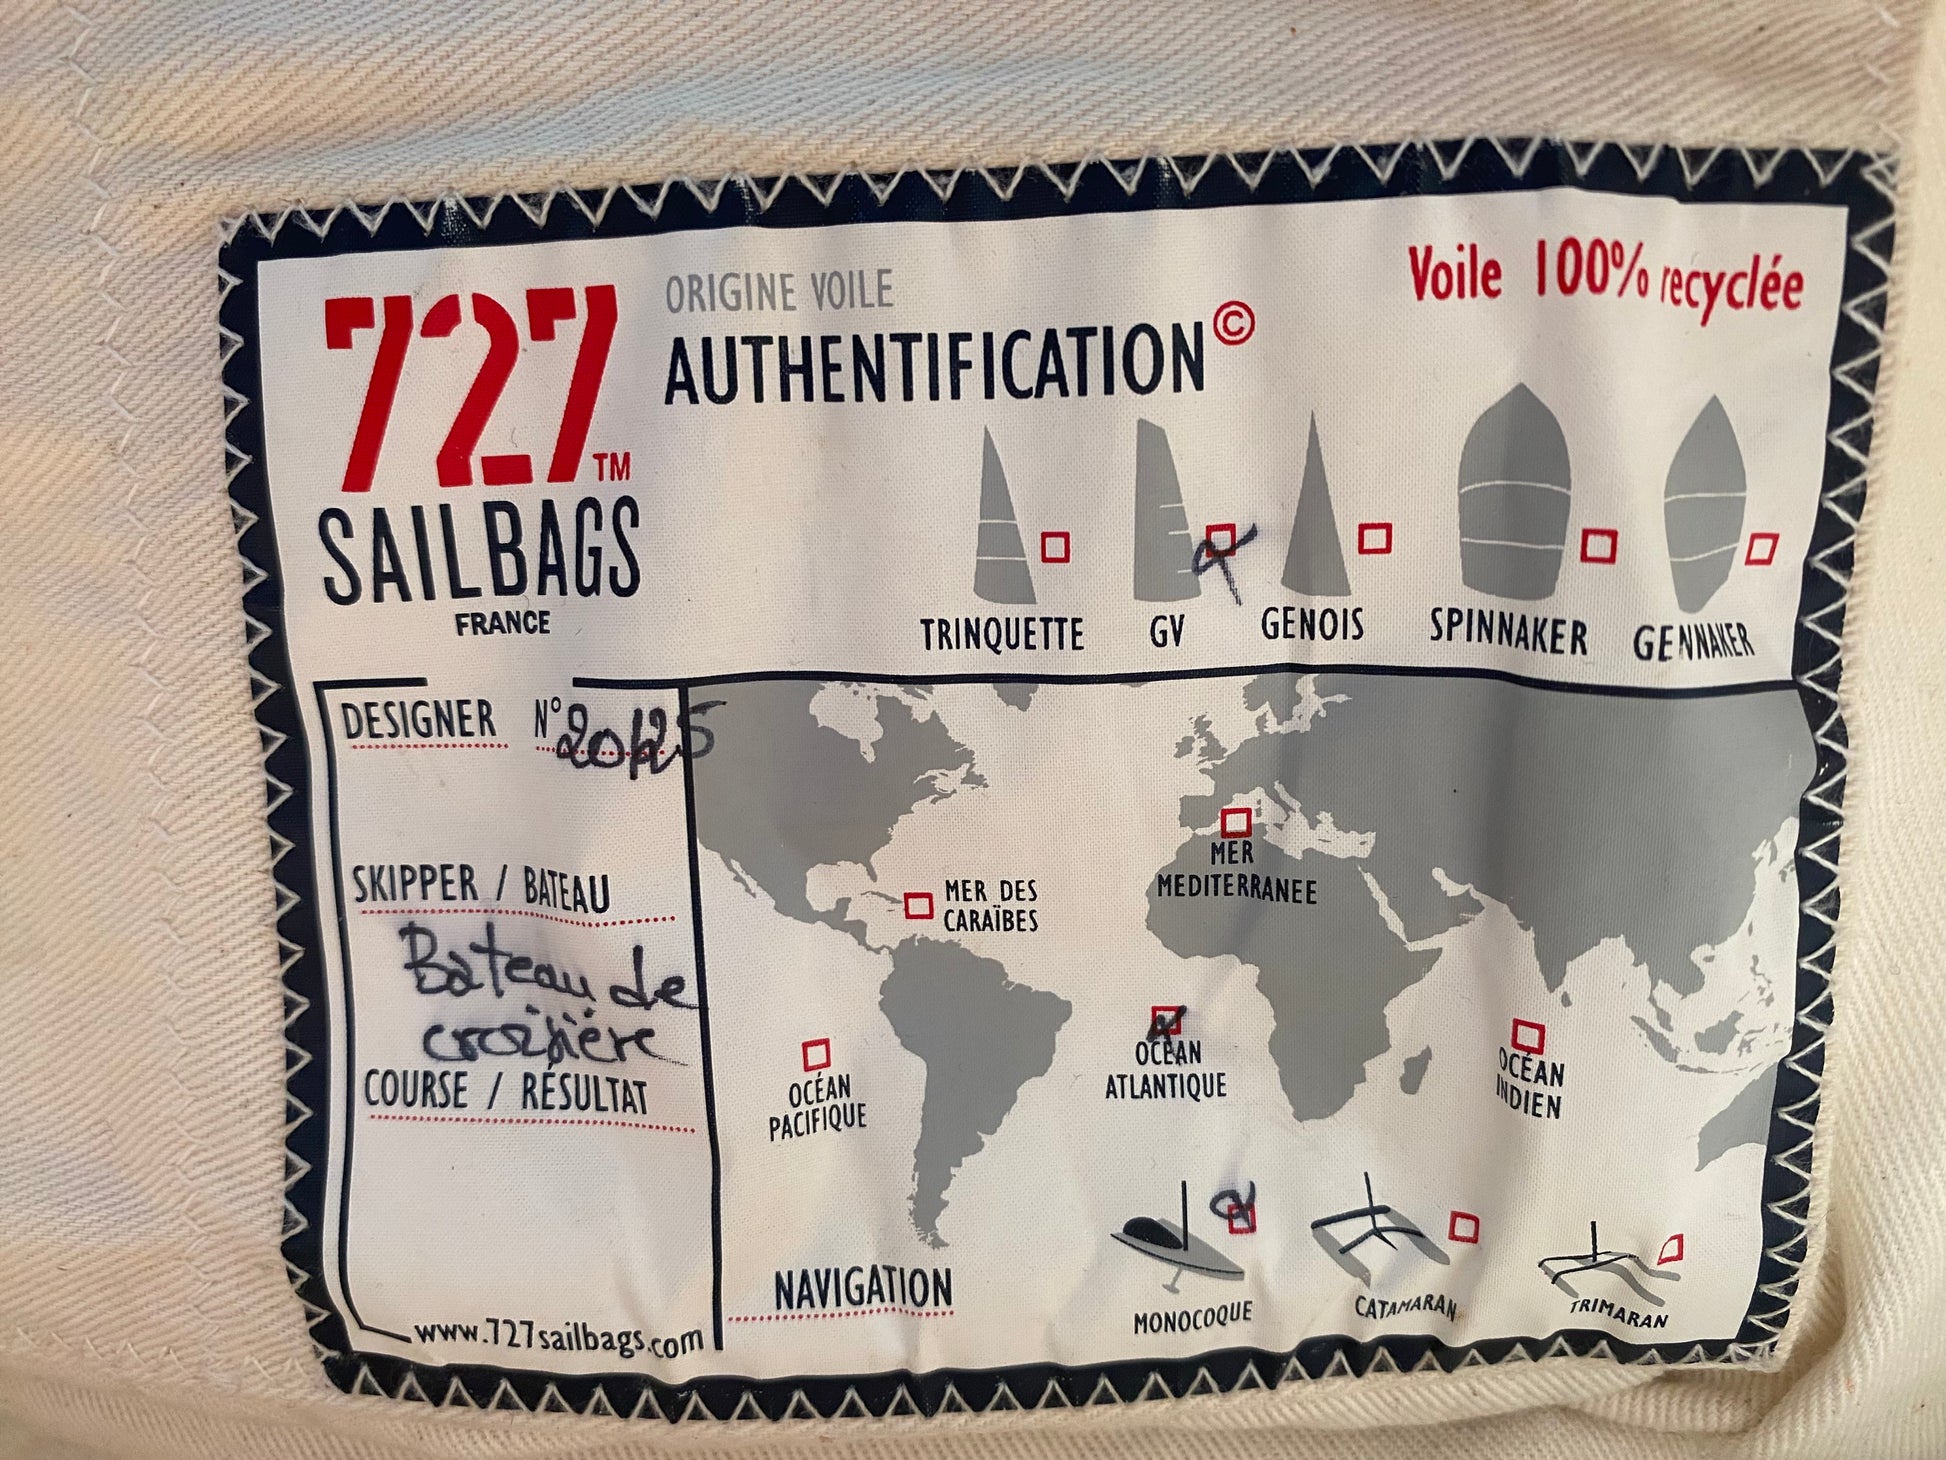 727™
SAILBAGS
FRANCE
ORIGINE VOILE
AUTHENTIFICATION©
Voile 100% recyclée
TRINQUETTE
GV
GENOIS
SPINNAKER
GENNAKER
DESIGNER N°
SKIPPER / BATEAU
Bateau de
croisière
COURSE / RÉSULTAT
www.727sailbags.com
MER
MEDITERRANEE
MER DES
CARAÏBES
OCÉAN
PACIFIQUE
OCÉAN
ATLANTIQUE
OCÉAN
INDIEN
NAVIGATION
MONOCOQUE
CATAMARAN
TRIMARAN